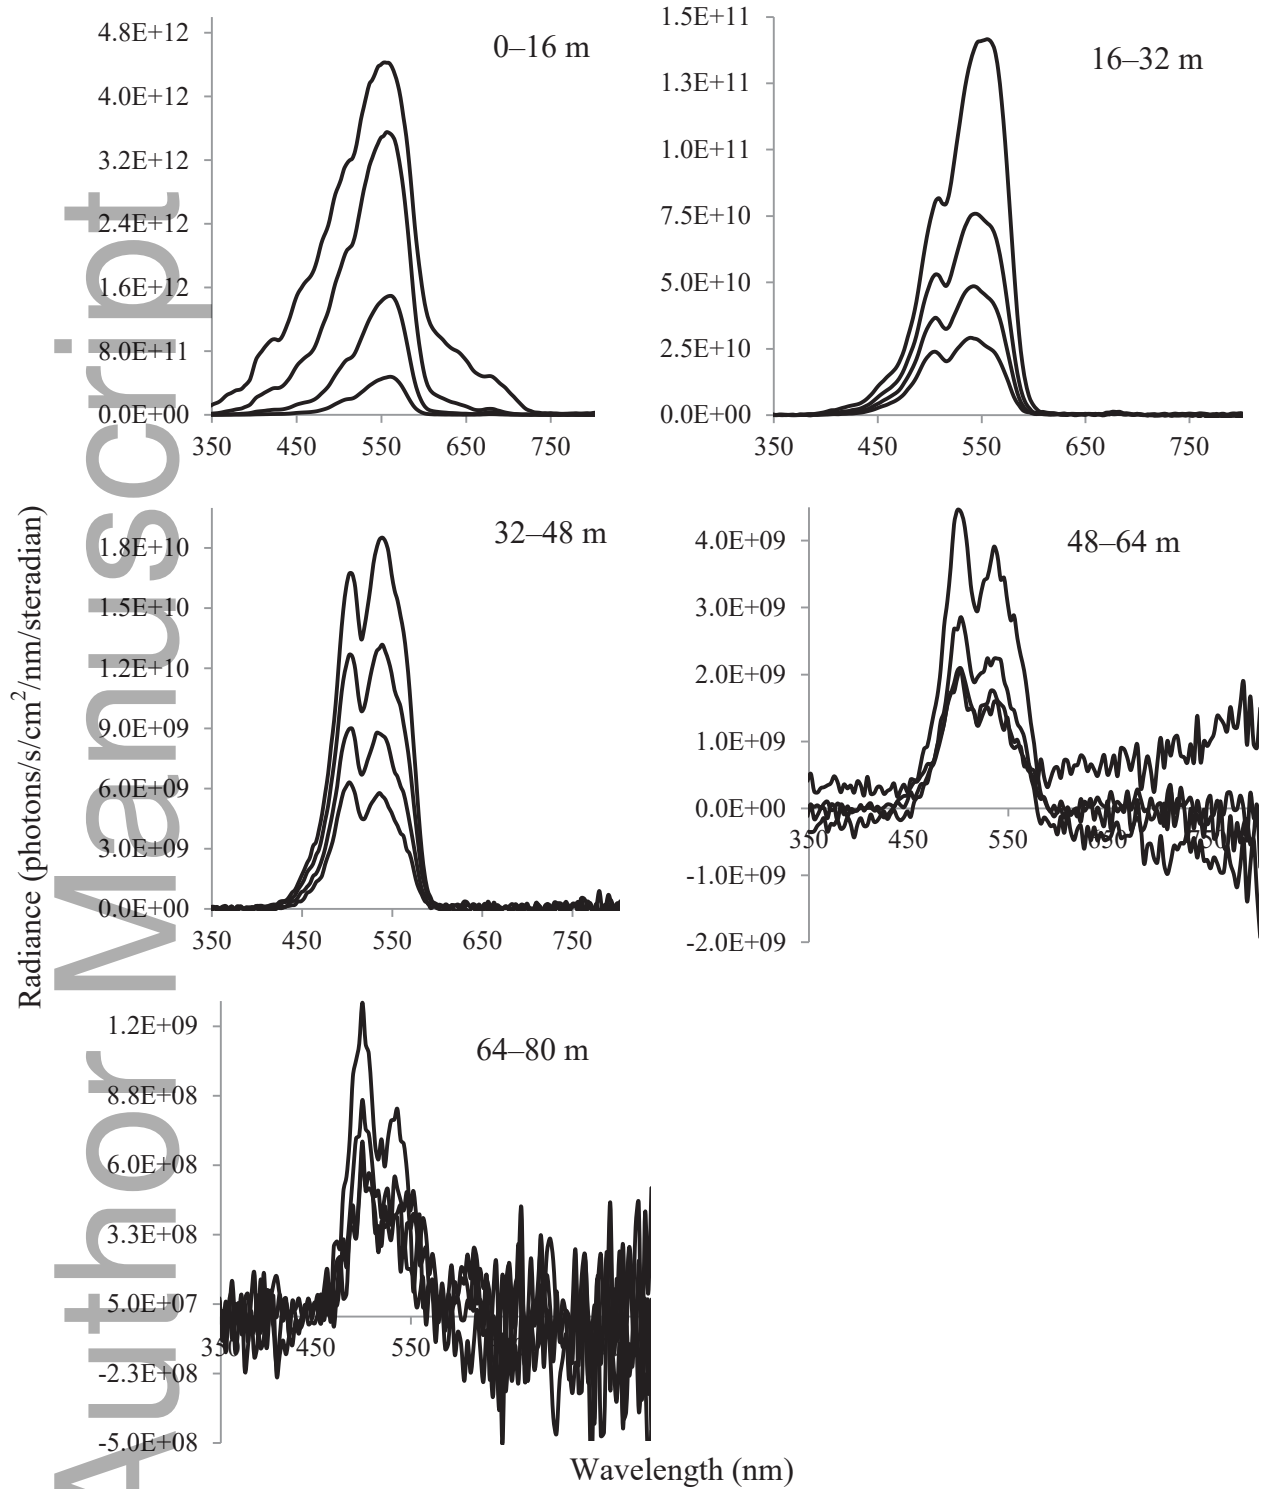 4.8E+12
4.0E+12
3.2E+12
2.4E+12
1.6E+12
8.0E+11
0.0E+00
350 450 550 650 750
0–16 m
1.5E+11
1.3E+11
1.0E+11
7.5E+10
5.0E+10
2.5E+10
0.0E+00
350 450 550 650 750
16–32 m
1.8E+10
1.5E+10
1.2E+10
9.0E+09
6.0E+09
3.0E+09
0.0E+00
350 450 550 650 750
32–48 m
4.0E+09
3.0E+09
2.0E+09
1.0E+09
0.0E+00
-1.0E+09
-2.0E+09
350 450 550 650 750
48–64 m
1.2E+09
8.8E+08
6.0E+08
3.3E+08
5.0E+07
-2.3E+08
-5.0E+08
350 450 550
64–80 m
Radiance (photons/s/cm²/nm/steradian)
Wavelength (nm)
Author Manuscript